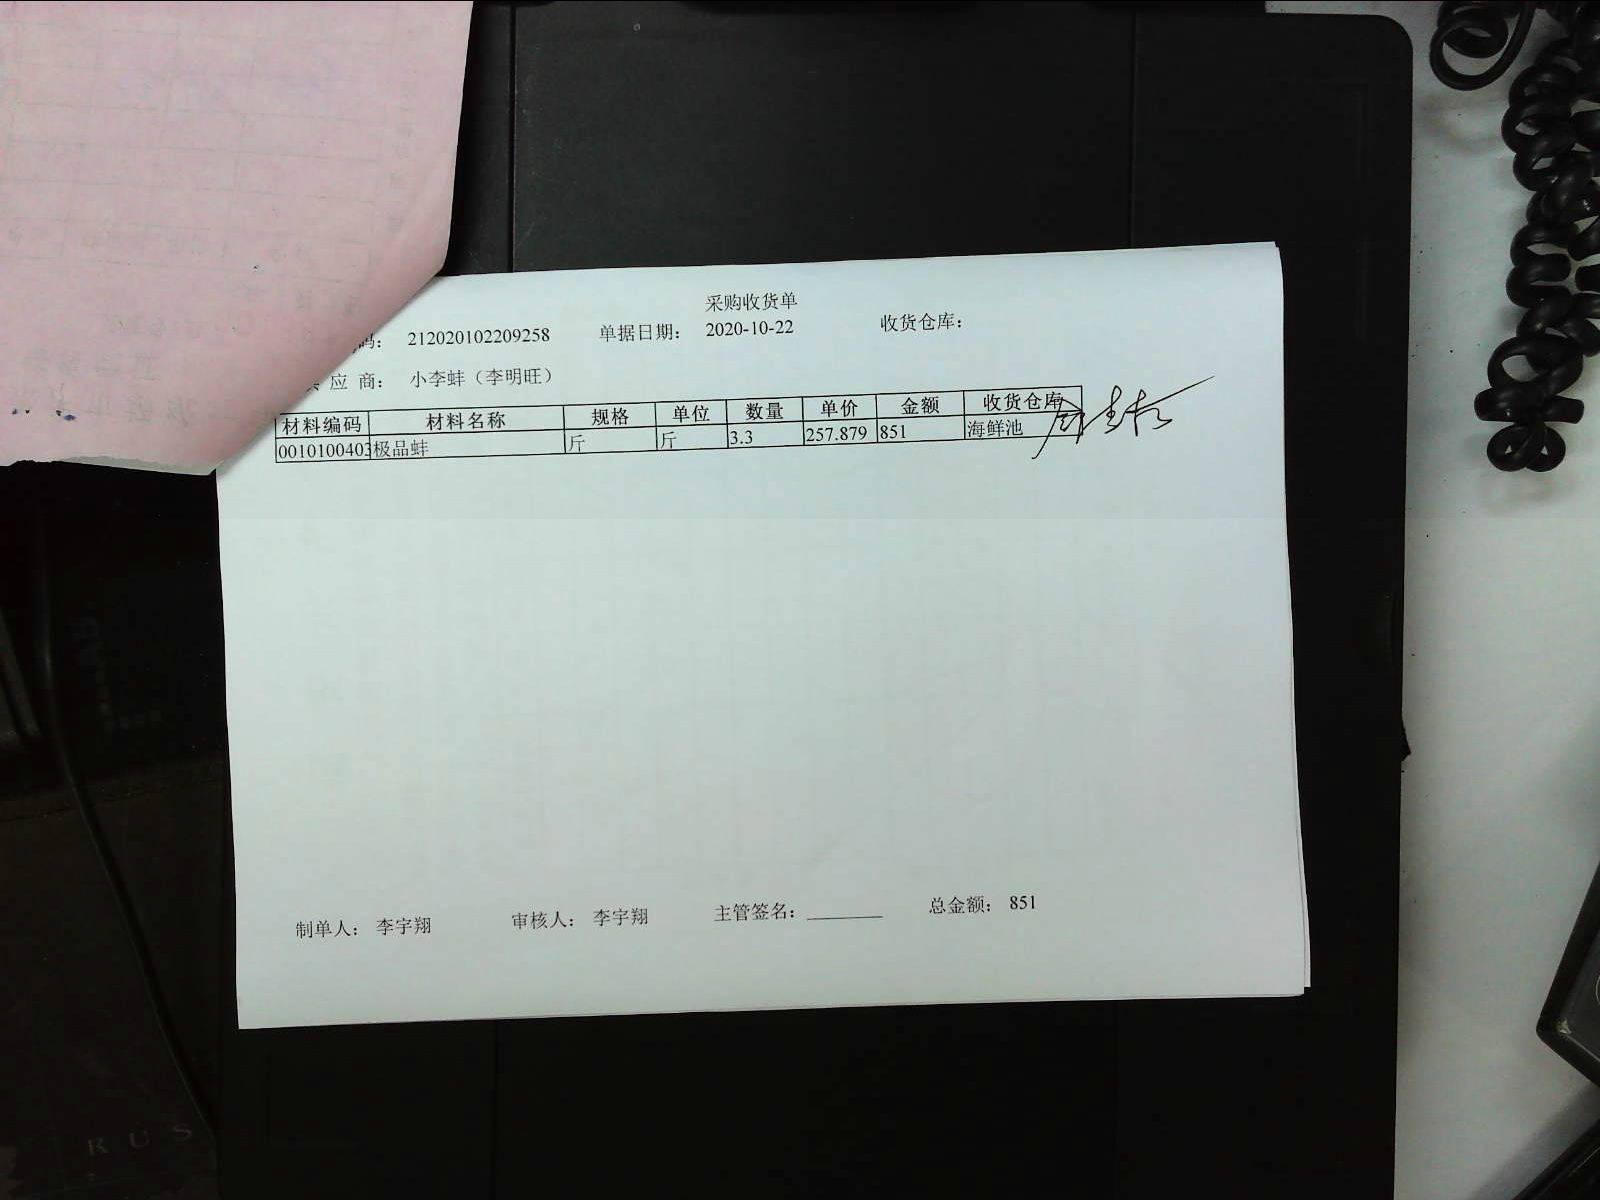 采购收货单
码： 212020102209258 单据日期： 2020-10-22 收货仓库：
应 商： 小李蚌（李明旺）
材料编码 材料名称 规格 单位 数量 单价 金额 收货仓库
0010100403 极品蚌 斤 斤 3.3 257.879 851 海鲜池
制单人： 李宇翔 审核人： 李宇翔 主管签名： 总金额： 851
RUS